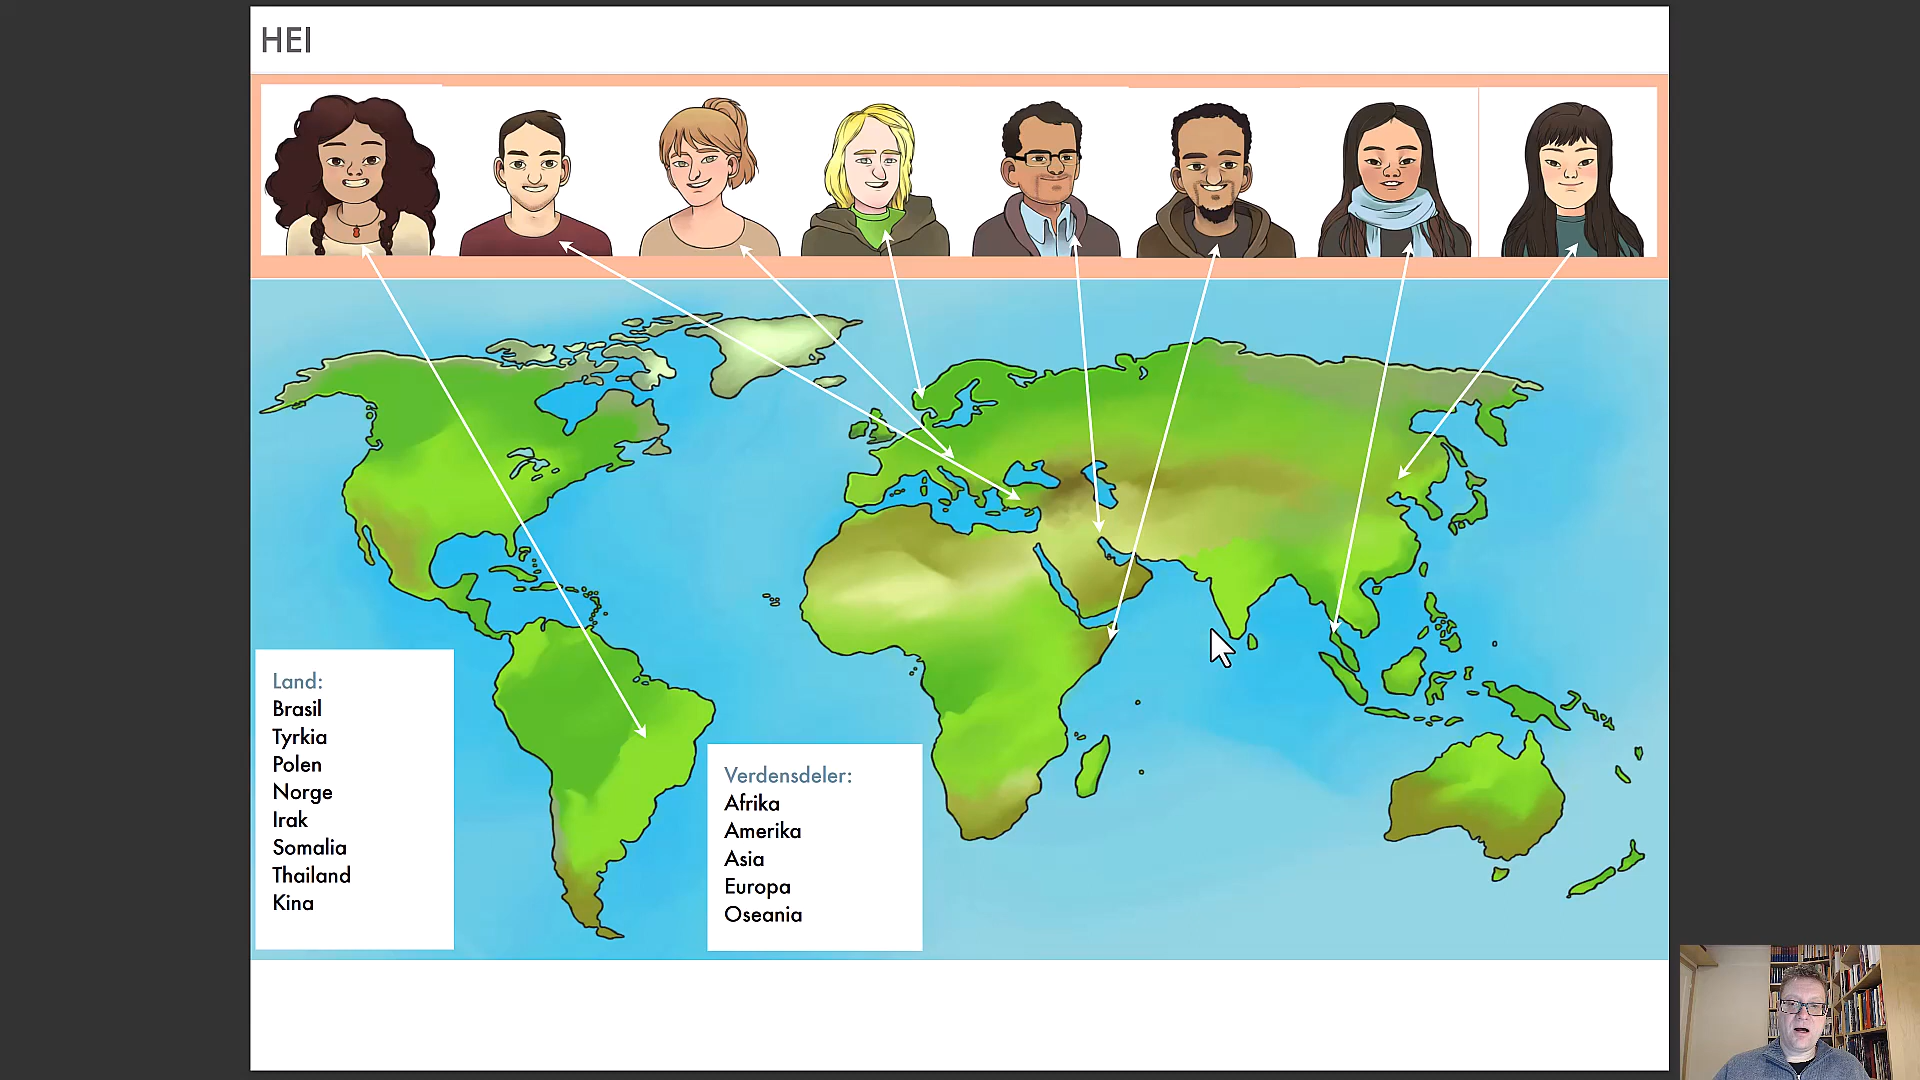 HEI
Land:
Brasil
Tyrkia
Polen
Norge
Irak
Somalia
Thailand
Kina
Verdensdeler:
Afrika
Amerika
Asia
Europa
Oseania